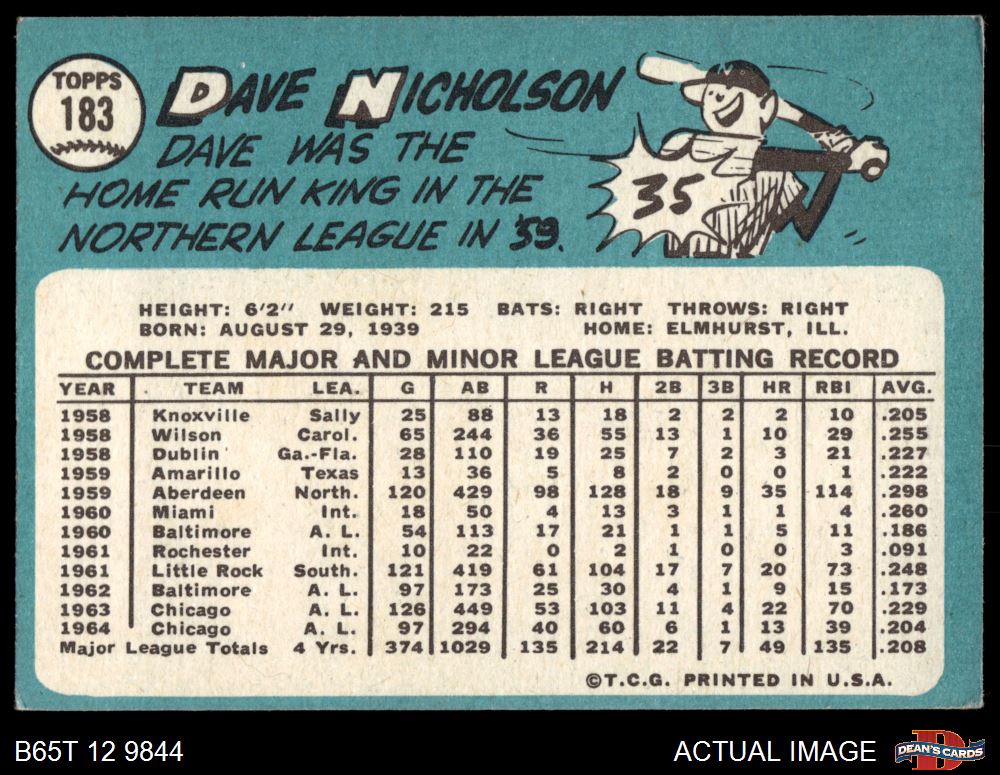 TOPPS
183
DAVE NICHOLSON
DAVE WAS THE
HOME RUN KING IN THE
NORTHERN LEAGUE IN '59.
35
HEIGHT: 6'2" WEIGHT: 215 BATS: RIGHT THROWS: RIGHT
BORN: AUGUST 29, 1939 HOME: ELMHURST, ILL.
COMPLETE MAJOR AND MINOR LEAGUE BATTING RECORD
YEAR TEAM LEA. G AB R H 2B 3B HR RBI AVG.
1958 Knoxville Sally 25 88 13 18 2 2 2 10 .205
1958 Wilson Carol. 65 244 36 55 13 1 10 29 .255
1958 Dublin Ga.-Fla. 28 110 19 25 7 2 3 21 .227
1959 Amarillo Texas 13 36 5 8 2 0 0 1 .222
1959 Aberdeen North. 120 429 98 128 18 9 35 114 .298
1960 Miami Int. 18 50 4 13 3 1 1 4 .260
1960 Baltimore A. L. 54 113 17 21 1 1 5 11 .186
1961 Rochester Int. 10 22 0 2 1 0 0 3 .091
1961 Little Rock South. 121 419 61 104 17 7 20 73 .248
1962 Baltimore A. L. 97 173 25 30 4 1 9 15 .173
1963 Chicago A. L. 126 449 53 103 11 4 22 70 .229
1964 Chicago A. L. 97 294 40 60 6 1 13 39 .204
Major League Totals 4 Yrs. 374 1029 135 214 22 7 49 135 .208
©T.C.G. PRINTED IN U.S.A.
B65T 12 9844 ACTUAL IMAGE DEAN'S CARDS